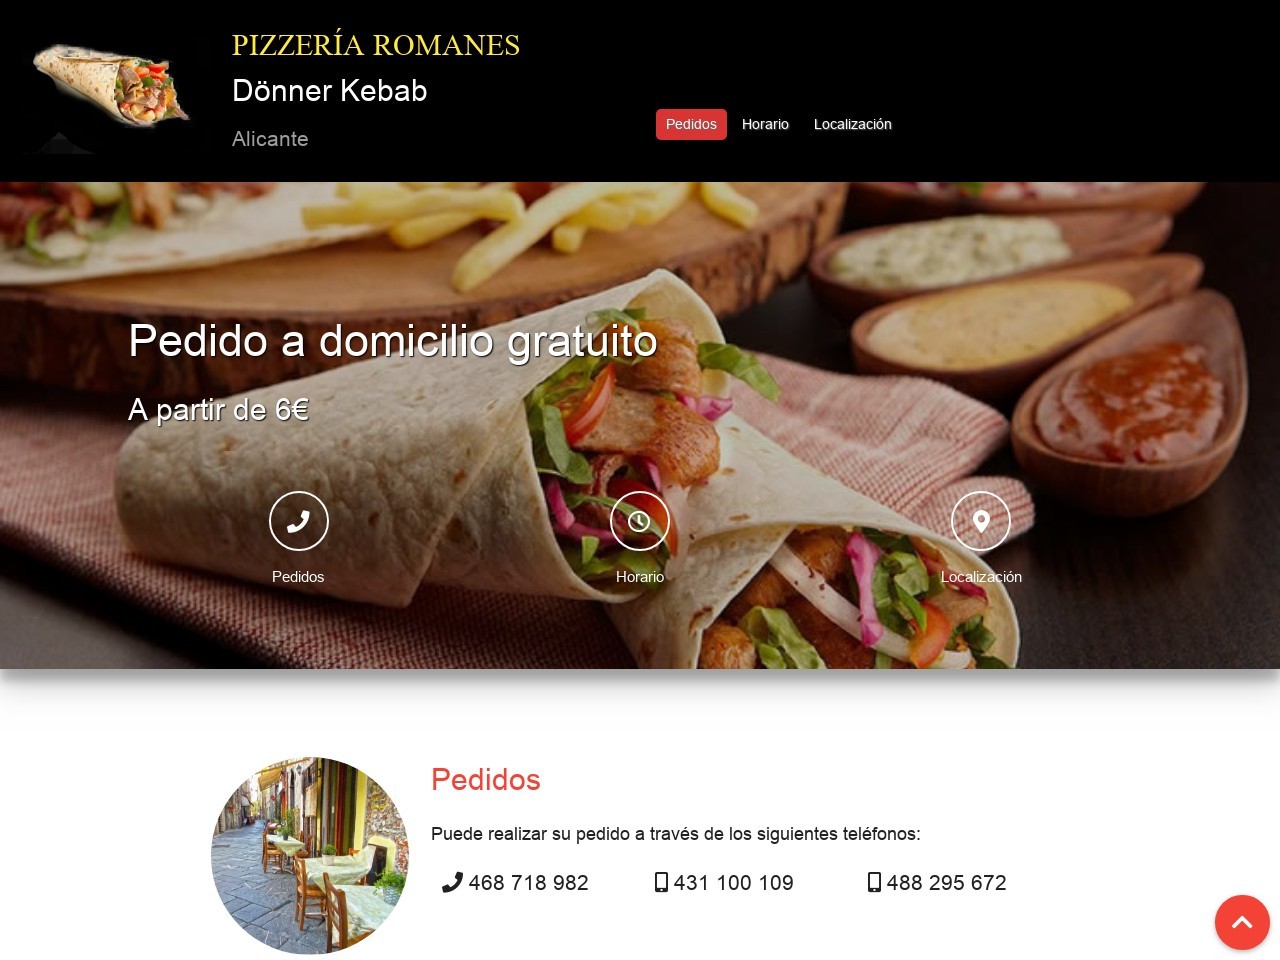 PIZZERÍA ROMANES
Dönner Kebab
Alicante
Pedidos Horario Localización
Pedido a domicilio gratuito
A partir de 6€
Pedidos Horario Localización
Pedidos
Puede realizar su pedido a través de los siguientes teléfonos:
468 718 982 431 100 109 488 295 672